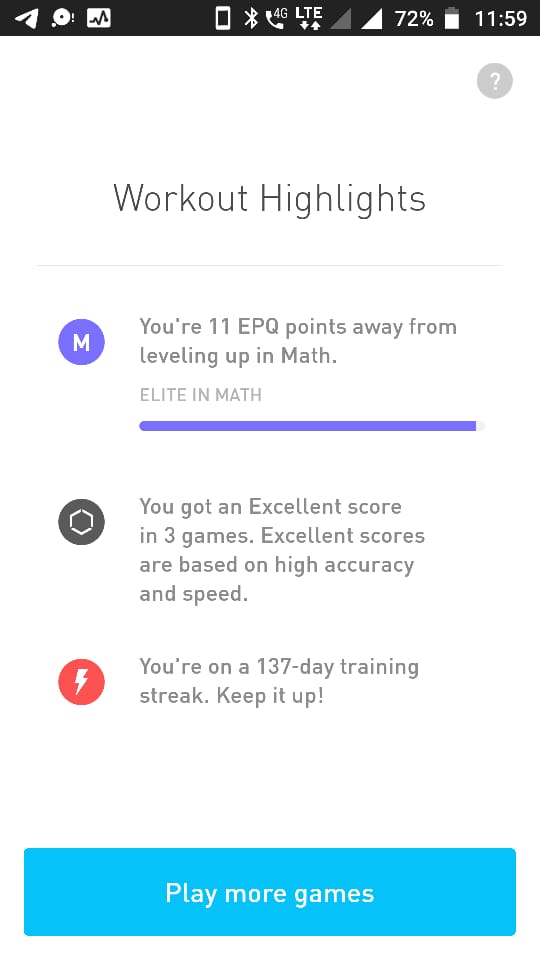 4G LTE 72% 11:59
?
Workout Highlights
M
You're 11 EPQ points away from
leveling up in Math.
ELITE IN MATH
You got an Excellent score
in 3 games. Excellent scores
are based on high accuracy
and speed.
You're on a 137-day training
streak. Keep it up!
Play more games